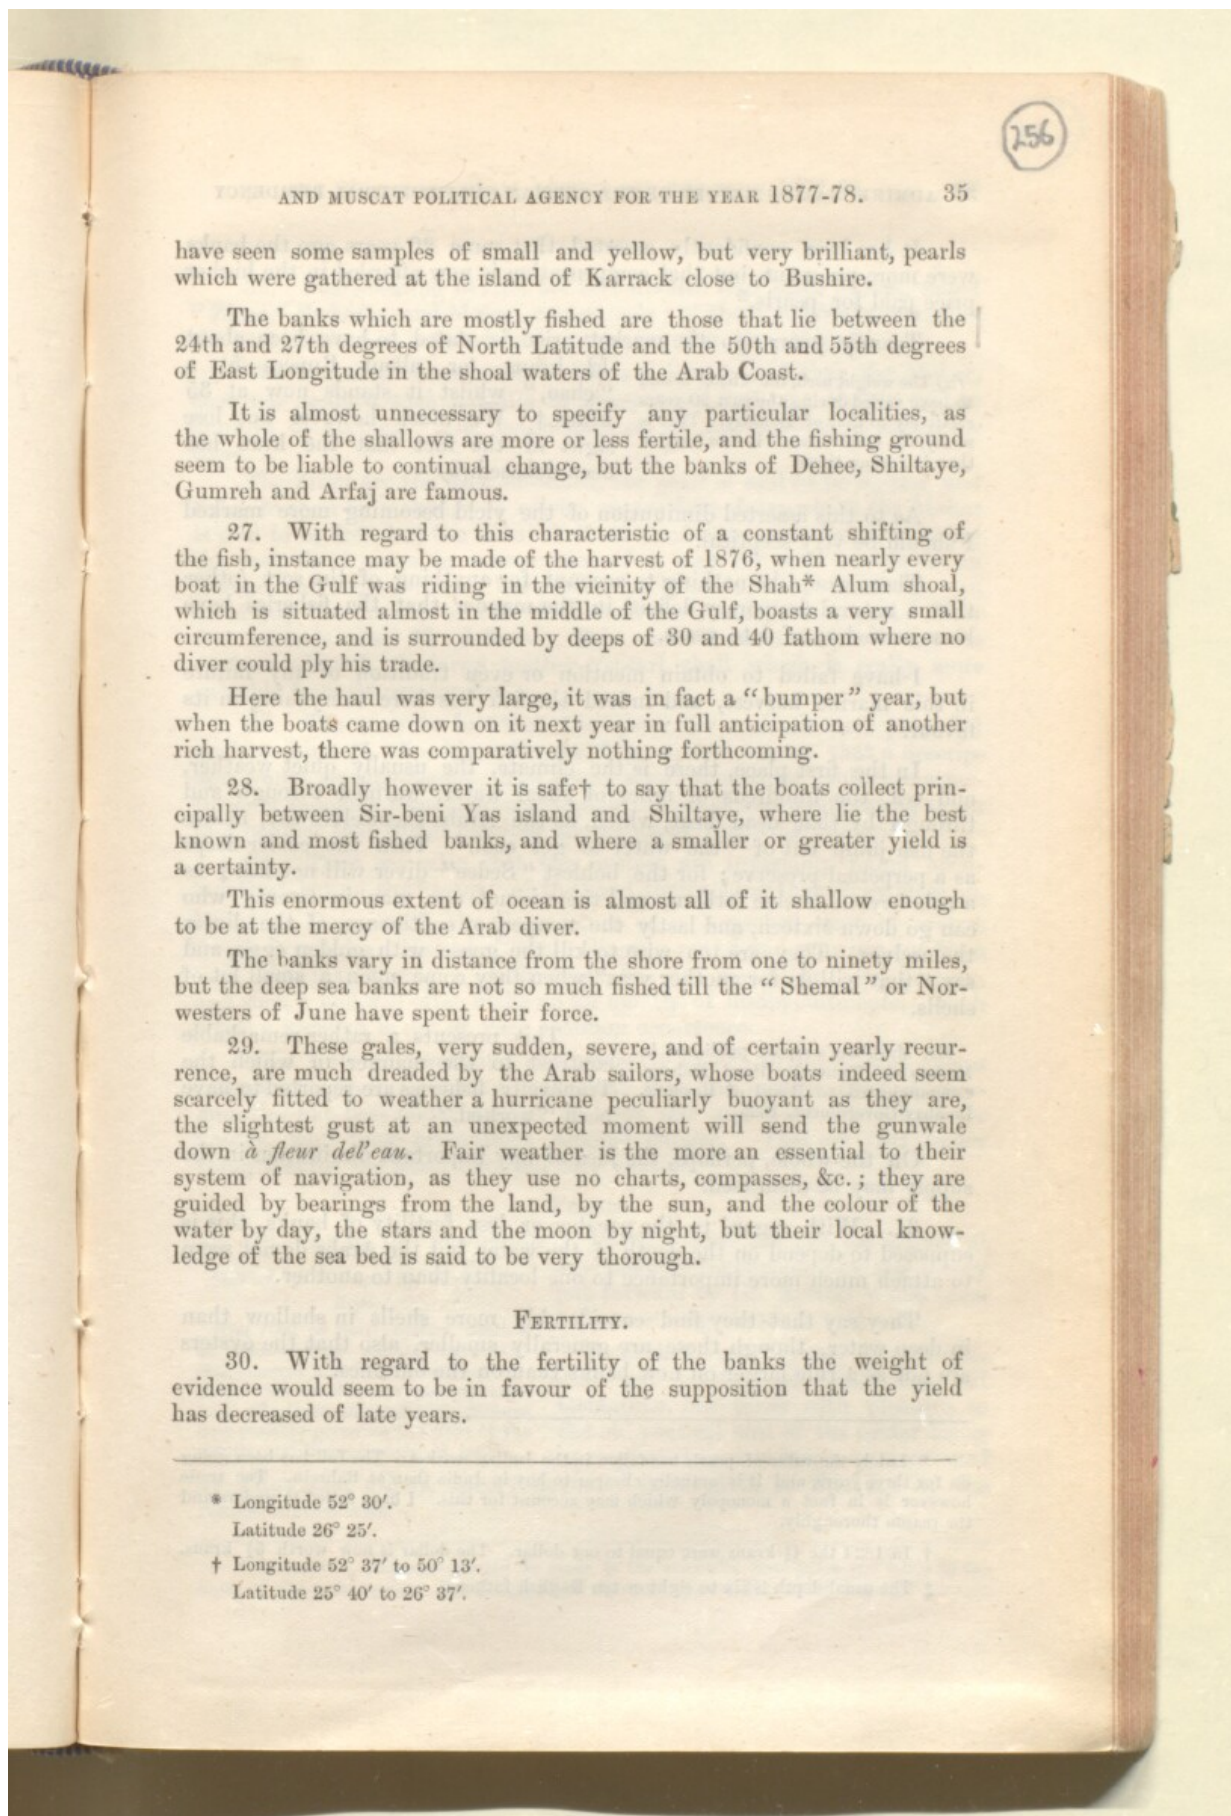 256
AND MUSCAT POLITICAL AGENCY FOR THE YEAR 1877-78. 35
have seen some samples of small and yellow, but very brilliant, pearls
which were gathered at the island of Karrack close to Bushire.
The banks which are mostly fished are those that lie between the
24th and 27th degrees of North Latitude and the 50th and 55th degrees
of East Longitude in the shoal waters of the Arab Coast.
It is almost unnecessary to specify any particular localities, as
the whole of the shallows are more or less fertile, and the fishing ground
seem to be liable to continual change, but the banks of Dehee, Shiltaye,
Gumreh and Arfaj are famous.
27. With regard to this characteristic of a constant shifting of
the fish, instance may be made of the harvest of 1876, when nearly every
boat in the Gulf was riding in the vicinity of the Shah* Alum shoal,
which is situated almost in the middle of the Gulf, boasts a very small
circumference, and is surrounded by deeps of 30 and 40 fathom where no
diver could ply his trade.
Here the haul was very large, it was in fact a “bumper” year, but
when the boats came down on it next year in full anticipation of another
rich harvest, there was comparatively nothing forthcoming.
28. Broadly however it is safe† to say that the boats collect prin-
cipally between Sir-beni Yas island and Shiltaye, where lie the best
known and most fished banks, and where a smaller or greater yield is
a certainty.
This enormous extent of ocean is almost all of it shallow enough
to be at the mercy of the Arab diver.
The banks vary in distance from the shore from one to ninety miles,
but the deep sea banks are not so much fished till the “Shemal” or Nor-
westers of June have spent their force.
29. These gales, very sudden, severe, and of certain yearly recur-
rence, are much dreaded by the Arab sailors, whose boats indeed seem
scarcely fitted to weather a hurricane peculiarly buoyant as they are,
the slightest gust at an unexpected moment will send the gunwale
down à fleur del'eau. Fair weather is the more an essential to their
system of navigation, as they use no charts, compasses, &c.; they are
guided by bearings from the land, by the sun, and the colour of the
water by day, the stars and the moon by night, but their local know-
ledge of the sea bed is said to be very thorough.
FERTILITY.
30. With regard to the fertility of the banks the weight of
evidence would seem to be in favour of the supposition that the yield
has decreased of late years.
* Longitude 52° 30′.
Latitude 26° 25′.
† Longitude 52° 37′ to 50° 13′.
Latitude 25° 40′ to 26° 37′.